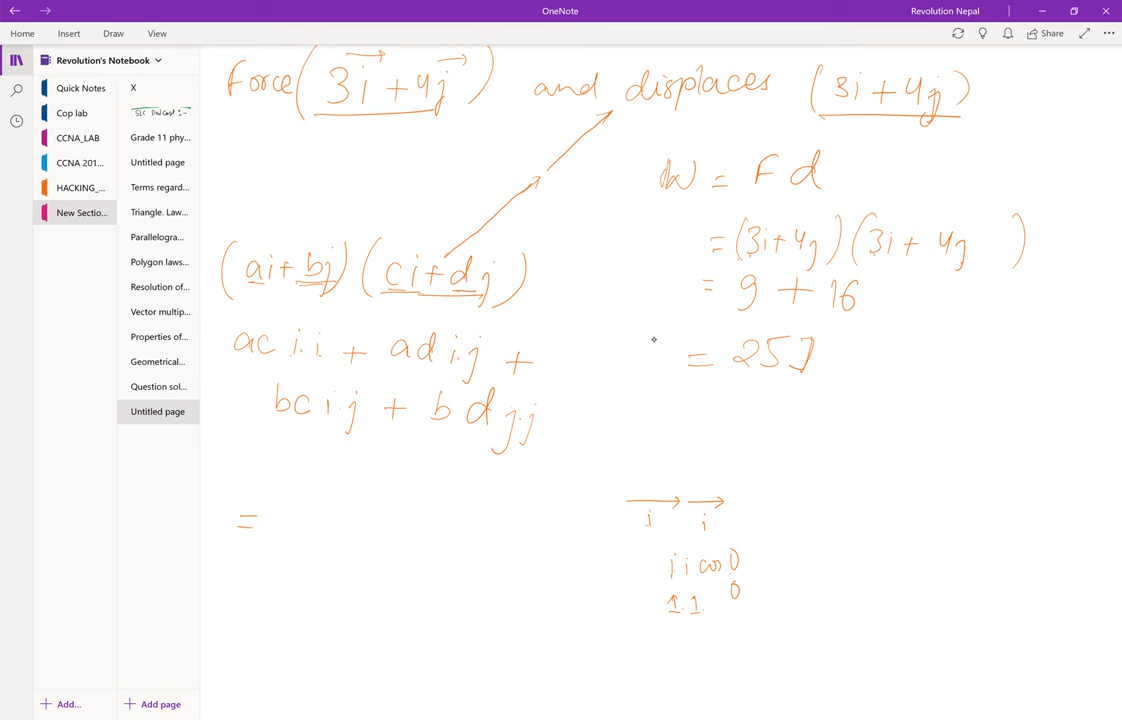 OneNote
Revolution Nepal
Home
Insert
Draw
View
Share
Revolution's Notebook
Quick Notes
Cop lab
CCNA_LAB
CCNA 201...
HACKING_...
New Sectio...
X
Grade 11 phy...
Untitled page
Terms regard...
Triangle. Law...
Parallelogra...
Polygon laws...
Resolution of...
Vector multip...
Properties of...
Geometrical...
Question sol...
Untitled page
Add...
Add page
Force (3i + 4j) and displaces (3i + 4j)
W = F d
= (3i + 4j) (3i + 4j )
= 9 + 16
= 25J
(ai + bj) (ci + dj)
ac i.i + ad i.j +
bc i.j + b d j.j
=
i i
i i cos 0
1. 1. 0